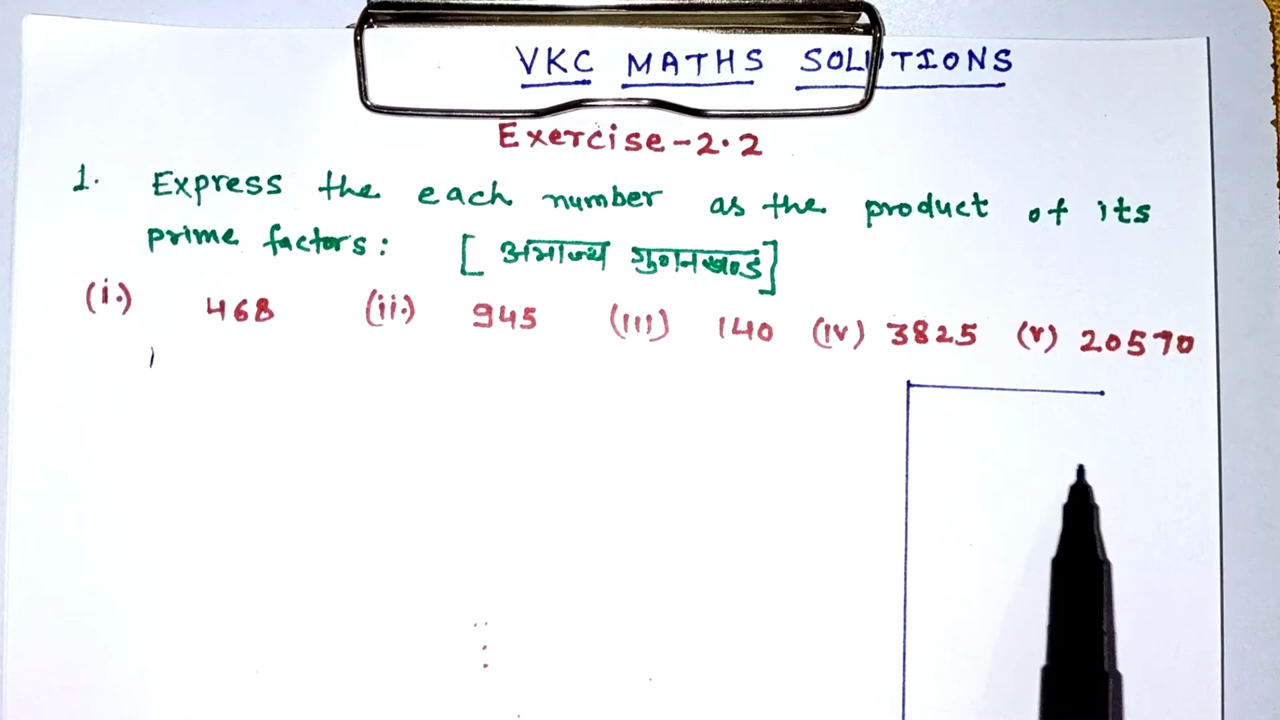 VKC MATHS SOLUTIONS
Exercise-2.2
1. Express the each number as the product of its
prime factors: [अभाज्य गुणनखण्ड]
(i.) 468 (ii.) 945 (iii) 140 (iv) 3825 (v) 20570